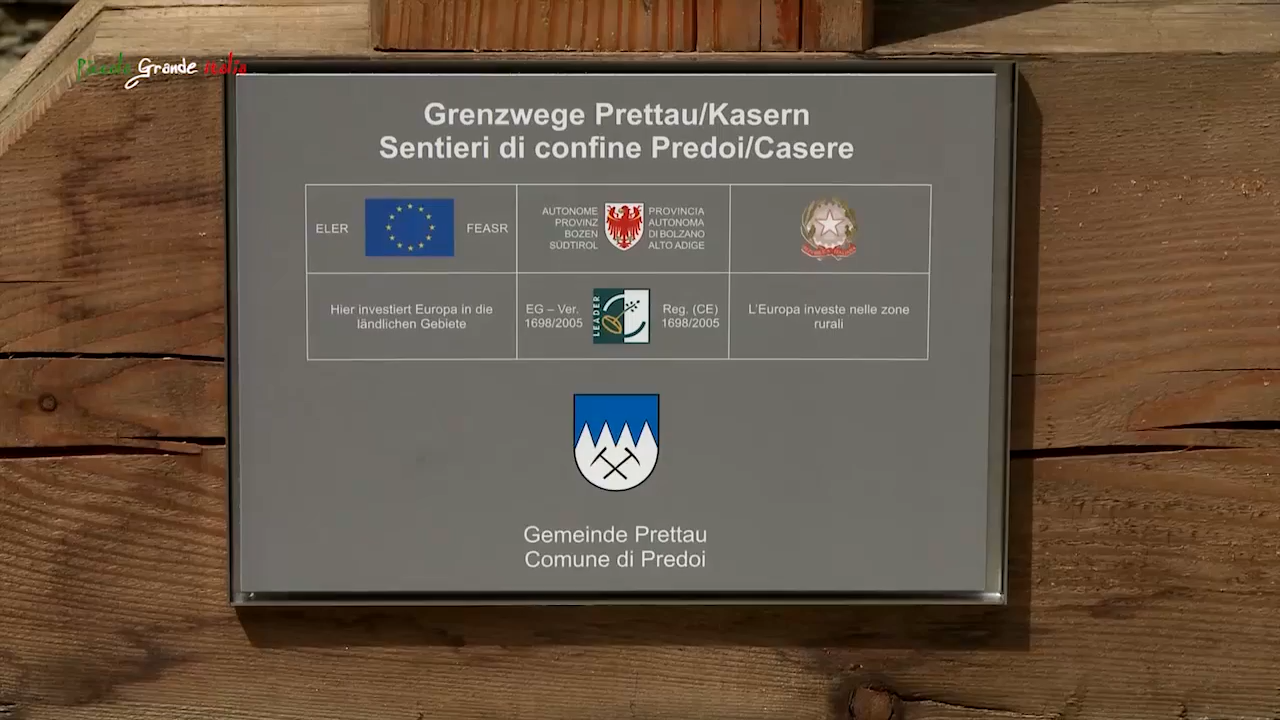 Piccola Grande Italia
Grenzwege Prettau/Kasern
Sentieri di confine Predoi/Casere
ELER
FEASR
AUTONOME
PROVINZ
BOZEN
SÜDTIROL
PROVINCIA
AUTONOMA
DI BOLZANO
ALTO ADIGE
Hier investiert Europa in die
ländlichen Gebiete
EG – Ver.
1698/2005
LEADER
Reg. (CE)
1698/2005
L'Europa investe nelle zone
rurali
Gemeinde Prettau
Comune di Predoi